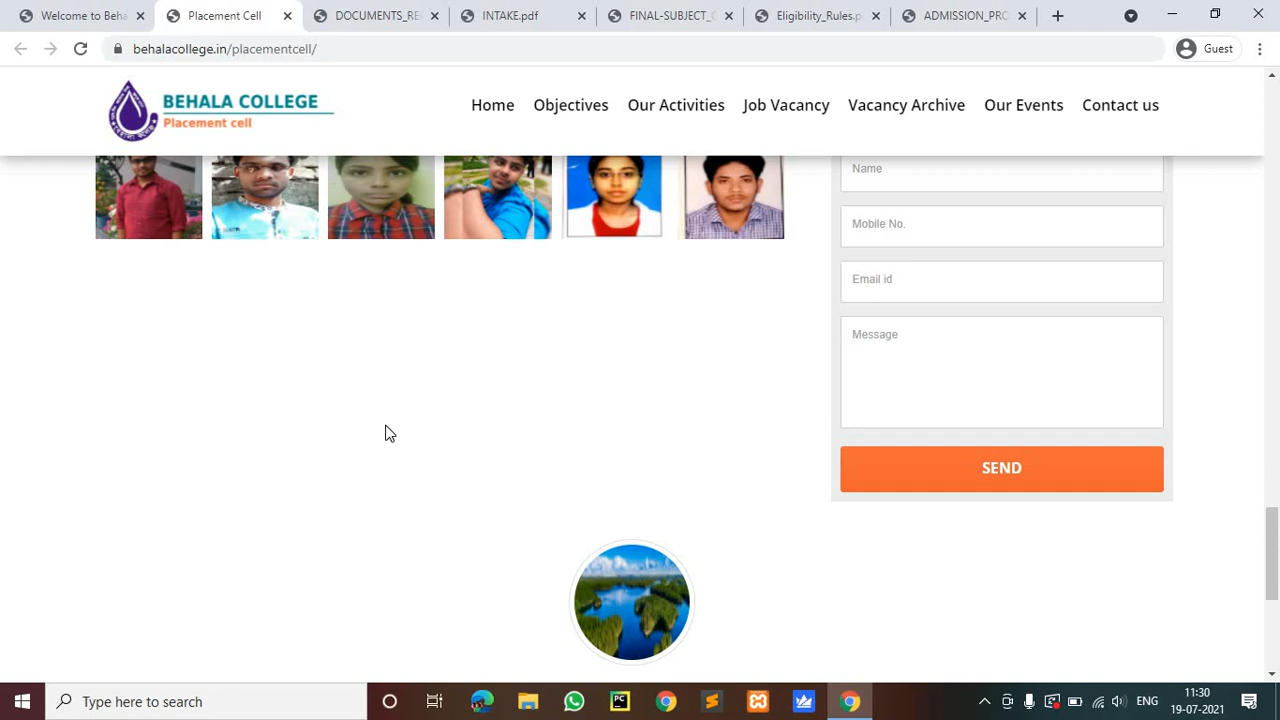 Welcome to Beha
Placement Cell
DOCUMENTS_RE
INTAKE.pdf
FINAL-SUBJECT_C
Eligibility_Rules.p
ADMISSION_PRO
behalacollege.in/placementcell/
Guest
BEHALA COLLEGE
Placement cell
Home
Objectives
Our Activities
Job Vacancy
Vacancy Archive
Our Events
Contact us
Name
Mobile No.
Email id
Message
SEND
Type here to search
PC
ENG
11:30
19-07-2021